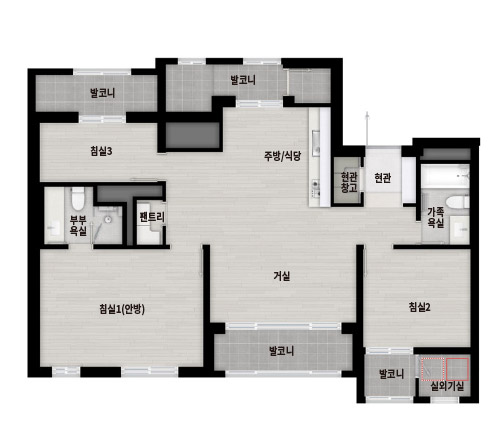 발코니
발코니
침실3
주방/식당
현관
창고
현관
부부
욕실
팬트리
가족
욕실
거실
침실1(안방)
침실2
발코니
발코니
실외기실